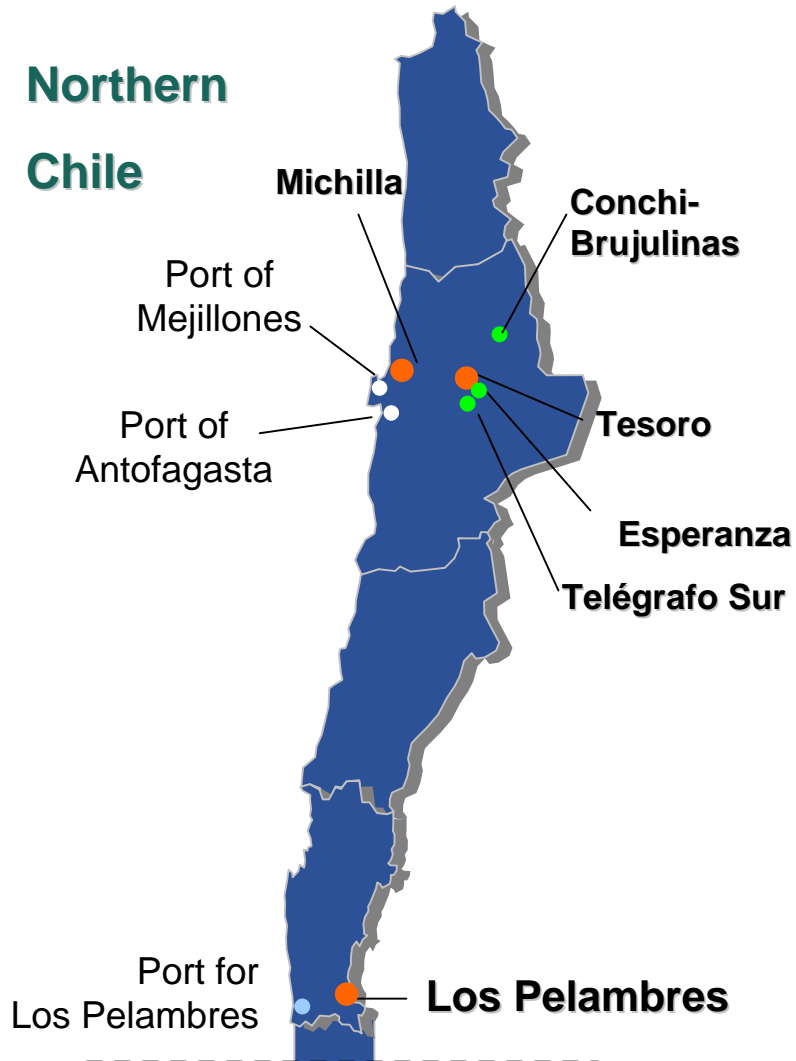 Northern
Chile
Michilla
Conchi-
Brujulinas
Port of
Mejillones
Port of
Antofagasta
Tesoro
Esperanza
Telégrafo Sur
Port for
Los Pelambres
Los Pelambres